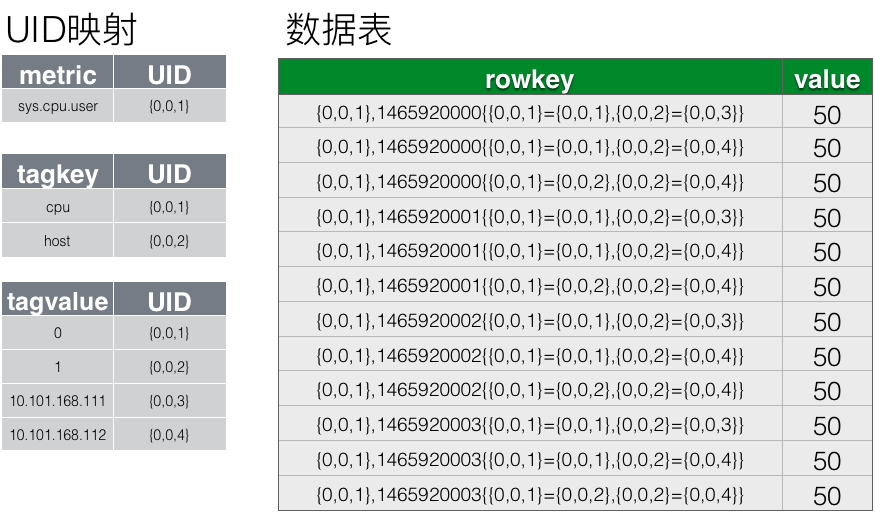 UID映射
metric UID
sys.cpu.user {0,0,1}
tagkey UID
cpu {0,0,1}
host {0,0,2}
tagvalue UID
0 {0,0,1}
1 {0,0,2}
10.101.168.111 {0,0,3}
10.101.168.112 {0,0,4}
数据表
rowkey value
{0,0,1},1465920000{{0,0,1}={0,0,1},{0,0,2}={0,0,3}} 50
{0,0,1},1465920000{{0,0,1}={0,0,1},{0,0,2}={0,0,4}} 50
{0,0,1},1465920000{{0,0,1}={0,0,2},{0,0,2}={0,0,4}} 50
{0,0,1},1465920001{{0,0,1}={0,0,1},{0,0,2}={0,0,3}} 50
{0,0,1},1465920001{{0,0,1}={0,0,1},{0,0,2}={0,0,4}} 50
{0,0,1},1465920001{{0,0,1}={0,0,2},{0,0,2}={0,0,4}} 50
{0,0,1},1465920002{{0,0,1}={0,0,1},{0,0,2}={0,0,3}} 50
{0,0,1},1465920002{{0,0,1}={0,0,1},{0,0,2}={0,0,4}} 50
{0,0,1},1465920002{{0,0,1}={0,0,2},{0,0,2}={0,0,4}} 50
{0,0,1},1465920003{{0,0,1}={0,0,1},{0,0,2}={0,0,3}} 50
{0,0,1},1465920003{{0,0,1}={0,0,1},{0,0,2}={0,0,4}} 50
{0,0,1},1465920003{{0,0,1}={0,0,2},{0,0,2}={0,0,4}} 50